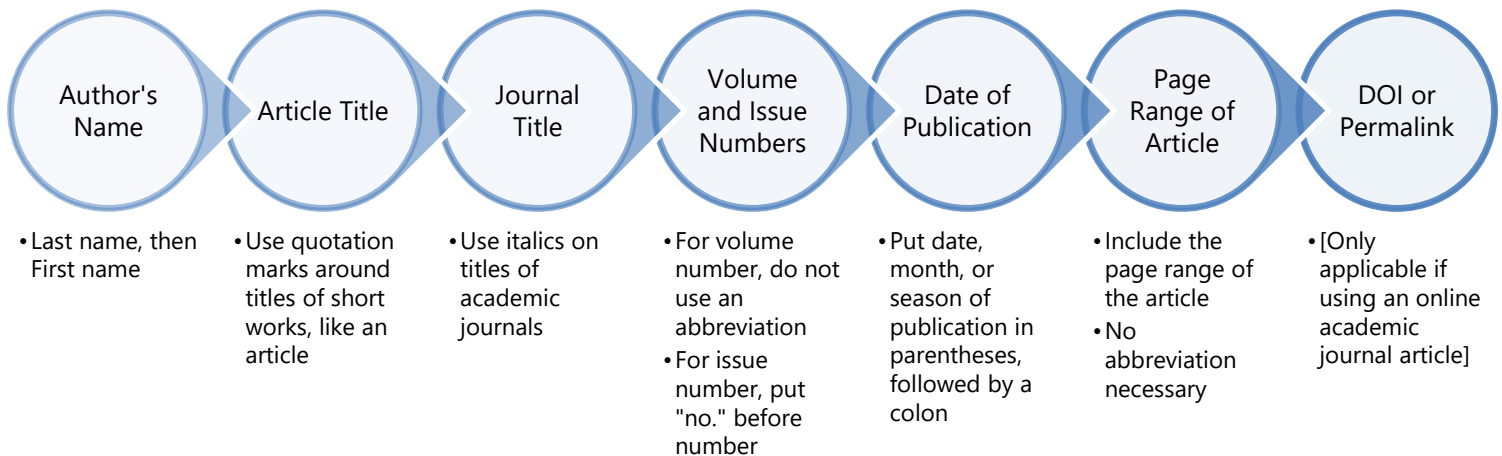 Author's
Name
Article Title
Journal
Title
Volume
and Issue
Numbers
Date of
Publication
Page
Range of
Article
DOI or
Permalink
•Last name, then
First name
•Use quotation
marks around
titles of short
works, like an
article
•Use italics on
titles of
academic
journals
•For volume
number, do not
use an
abbreviation
•For issue
number, put
"no." before
number
•Put date,
month, or
season of
publication in
parentheses,
followed by a
colon
•Include the
page range of
the article
•No
abbreviation
necessary
•[Only
applicable if
using an online
academic
journal article]